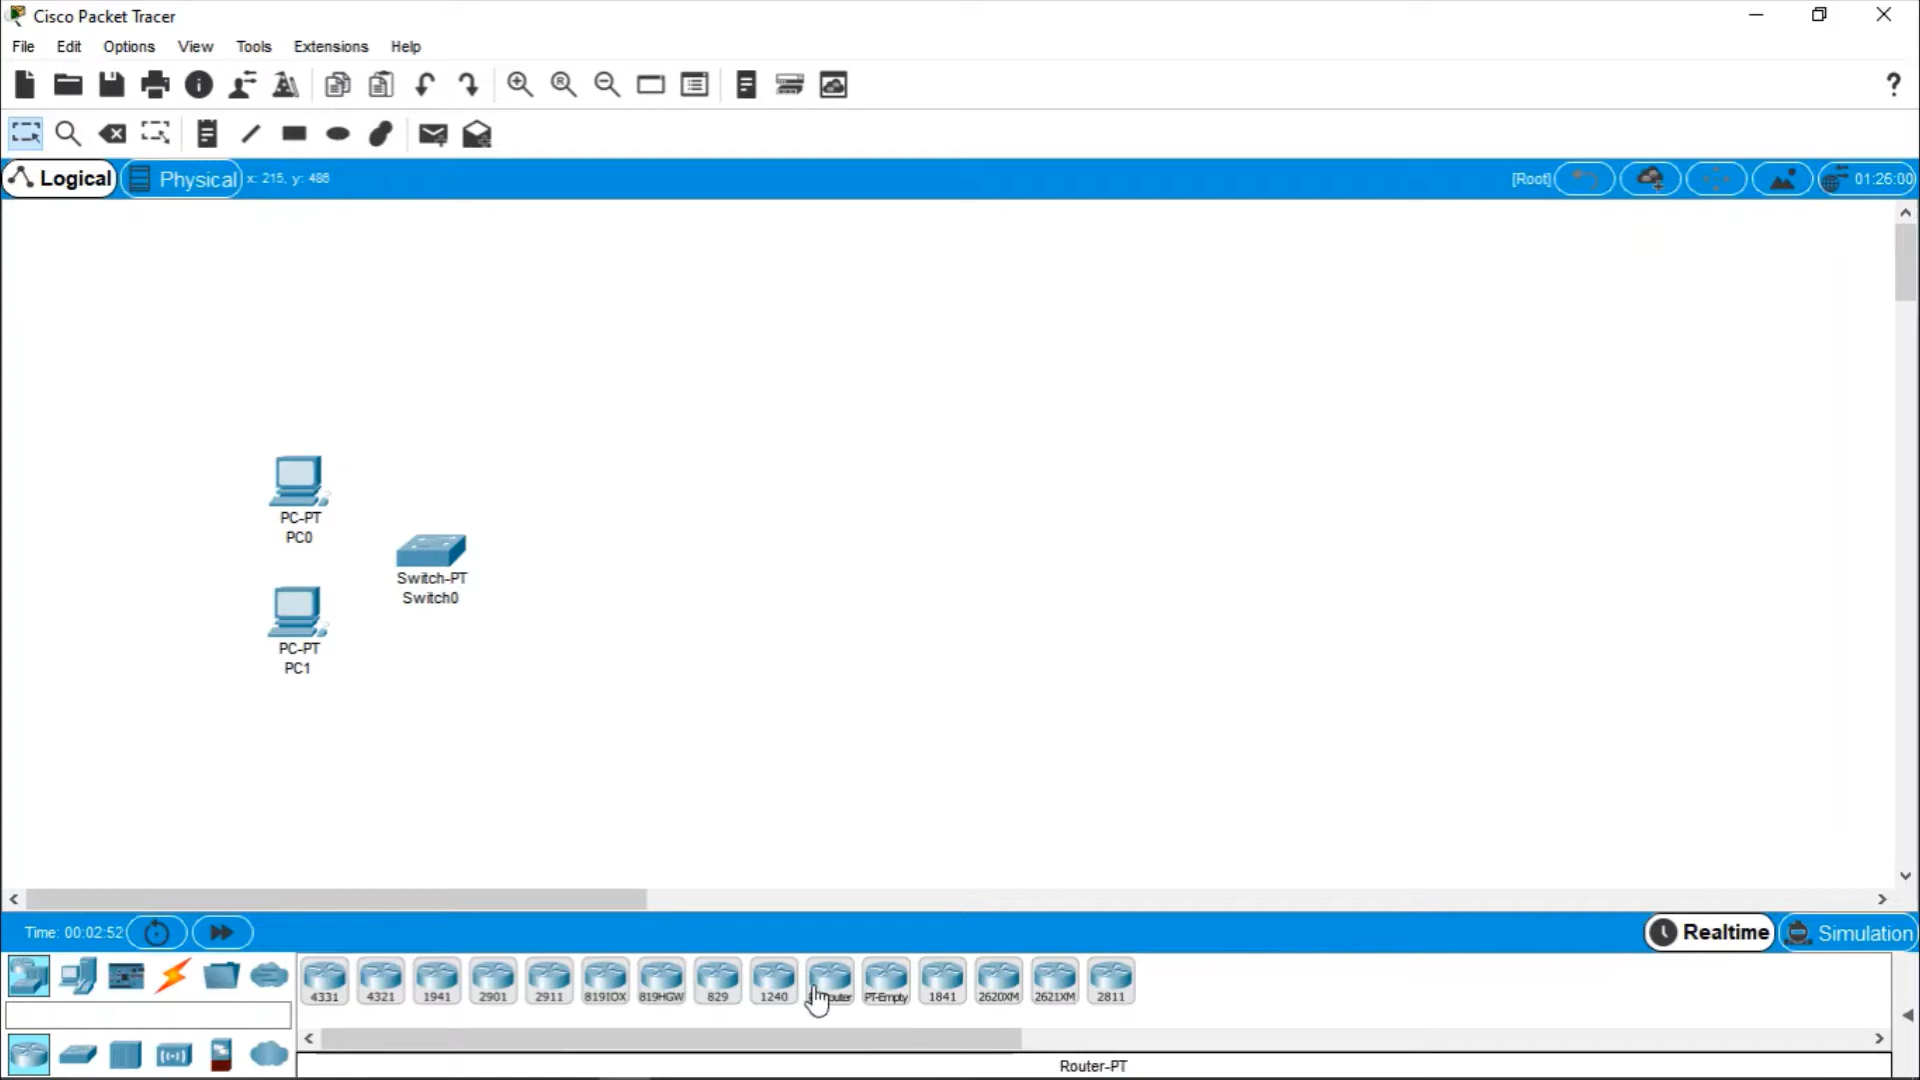 Cisco Packet Tracer
File Edit Options View Tools Extensions Help
Logical Physical x: 215, y: 486 [Root] 01:26:00
PC-PT
PC0
Switch-PT
Switch0
PC-PT
PC1
Time: 00:02:52 Realtime Simulation
4331 4321 1941 2901 2911 819IOX 819HGW 829 1240 PT-Empty 1841 2620XM 2621XM 2811
Router-PT